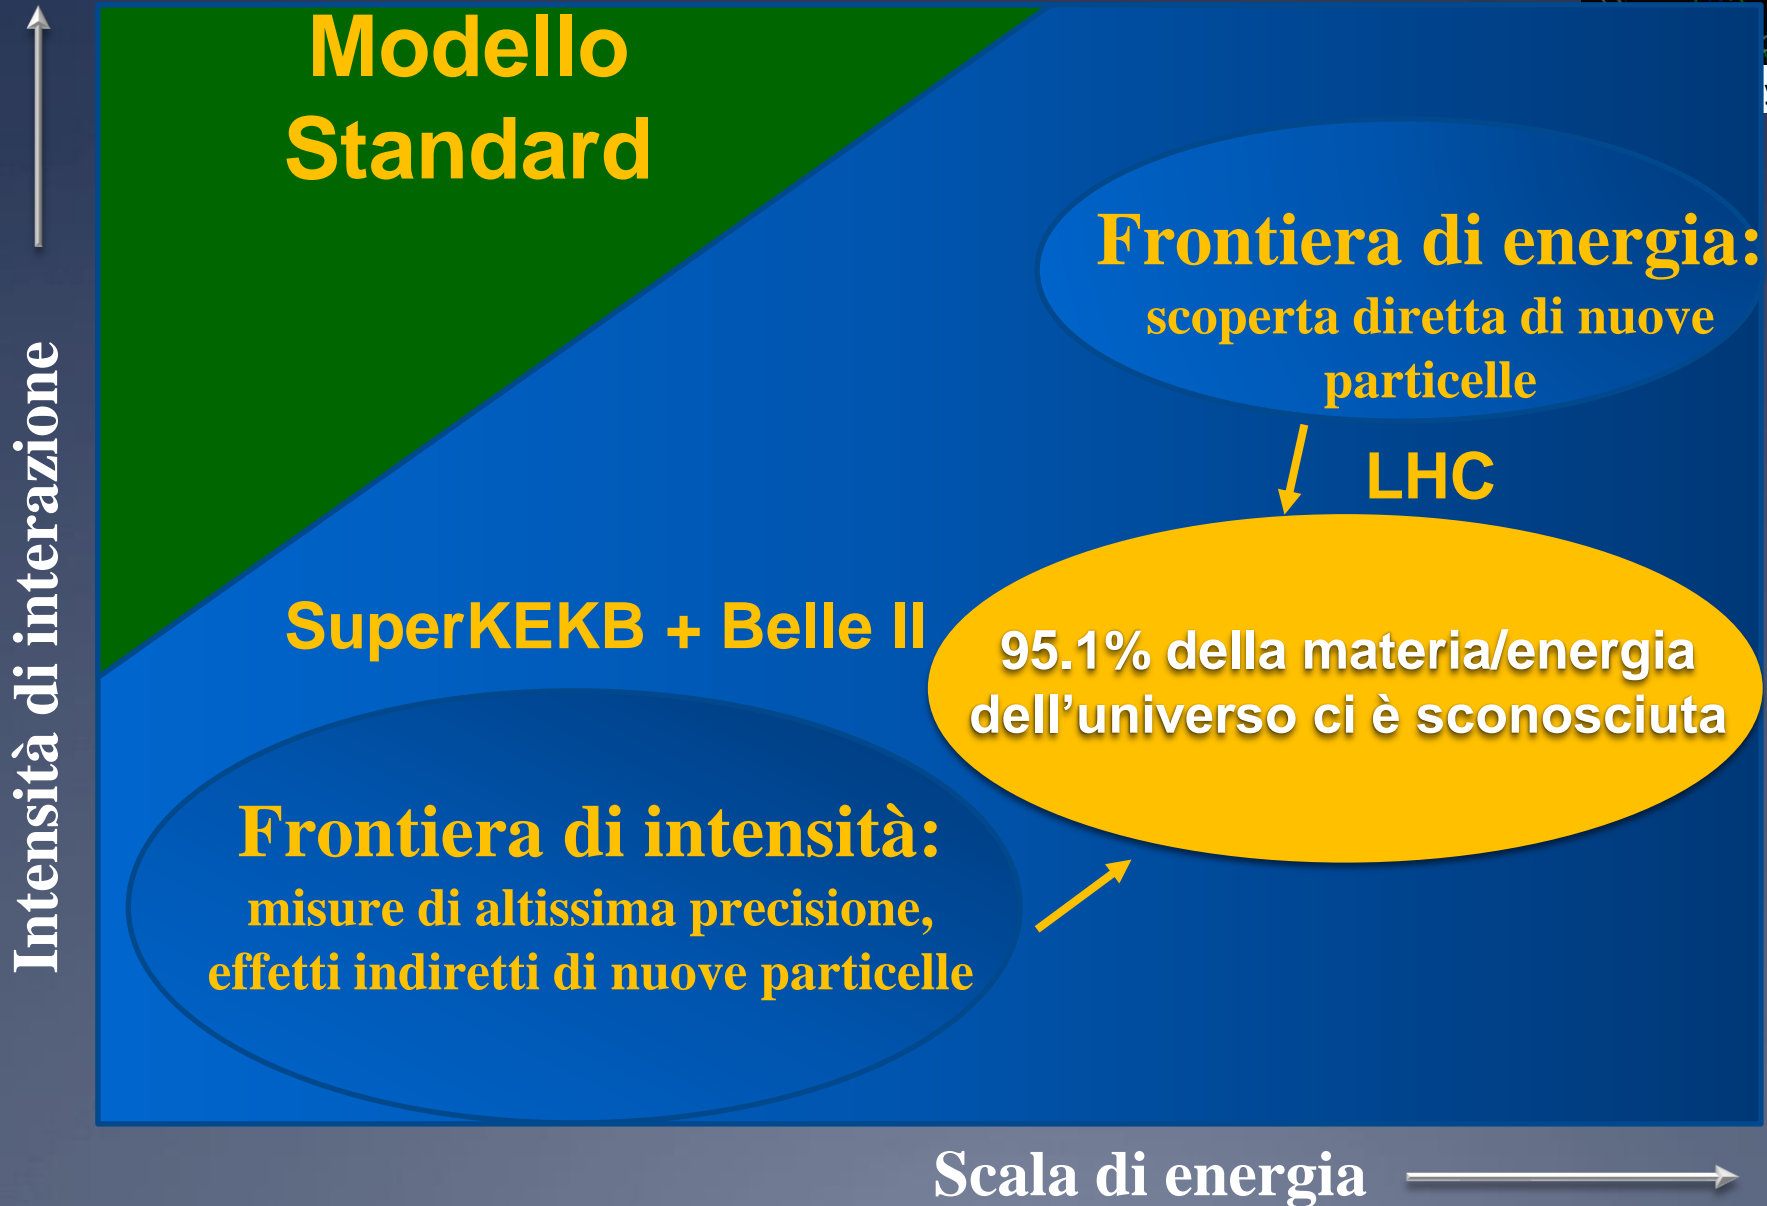 Modello
Standard
Frontiera di energia:
scoperta diretta di nuove
particelle
LHC
SuperKEKB + Belle II
95.1% della materia/energia
dell’universo ci è sconosciuta
Frontiera di intensità:
misure di altissima precisione,
effetti indiretti di nuove particelle
Intensità di interazione
Scala di energia